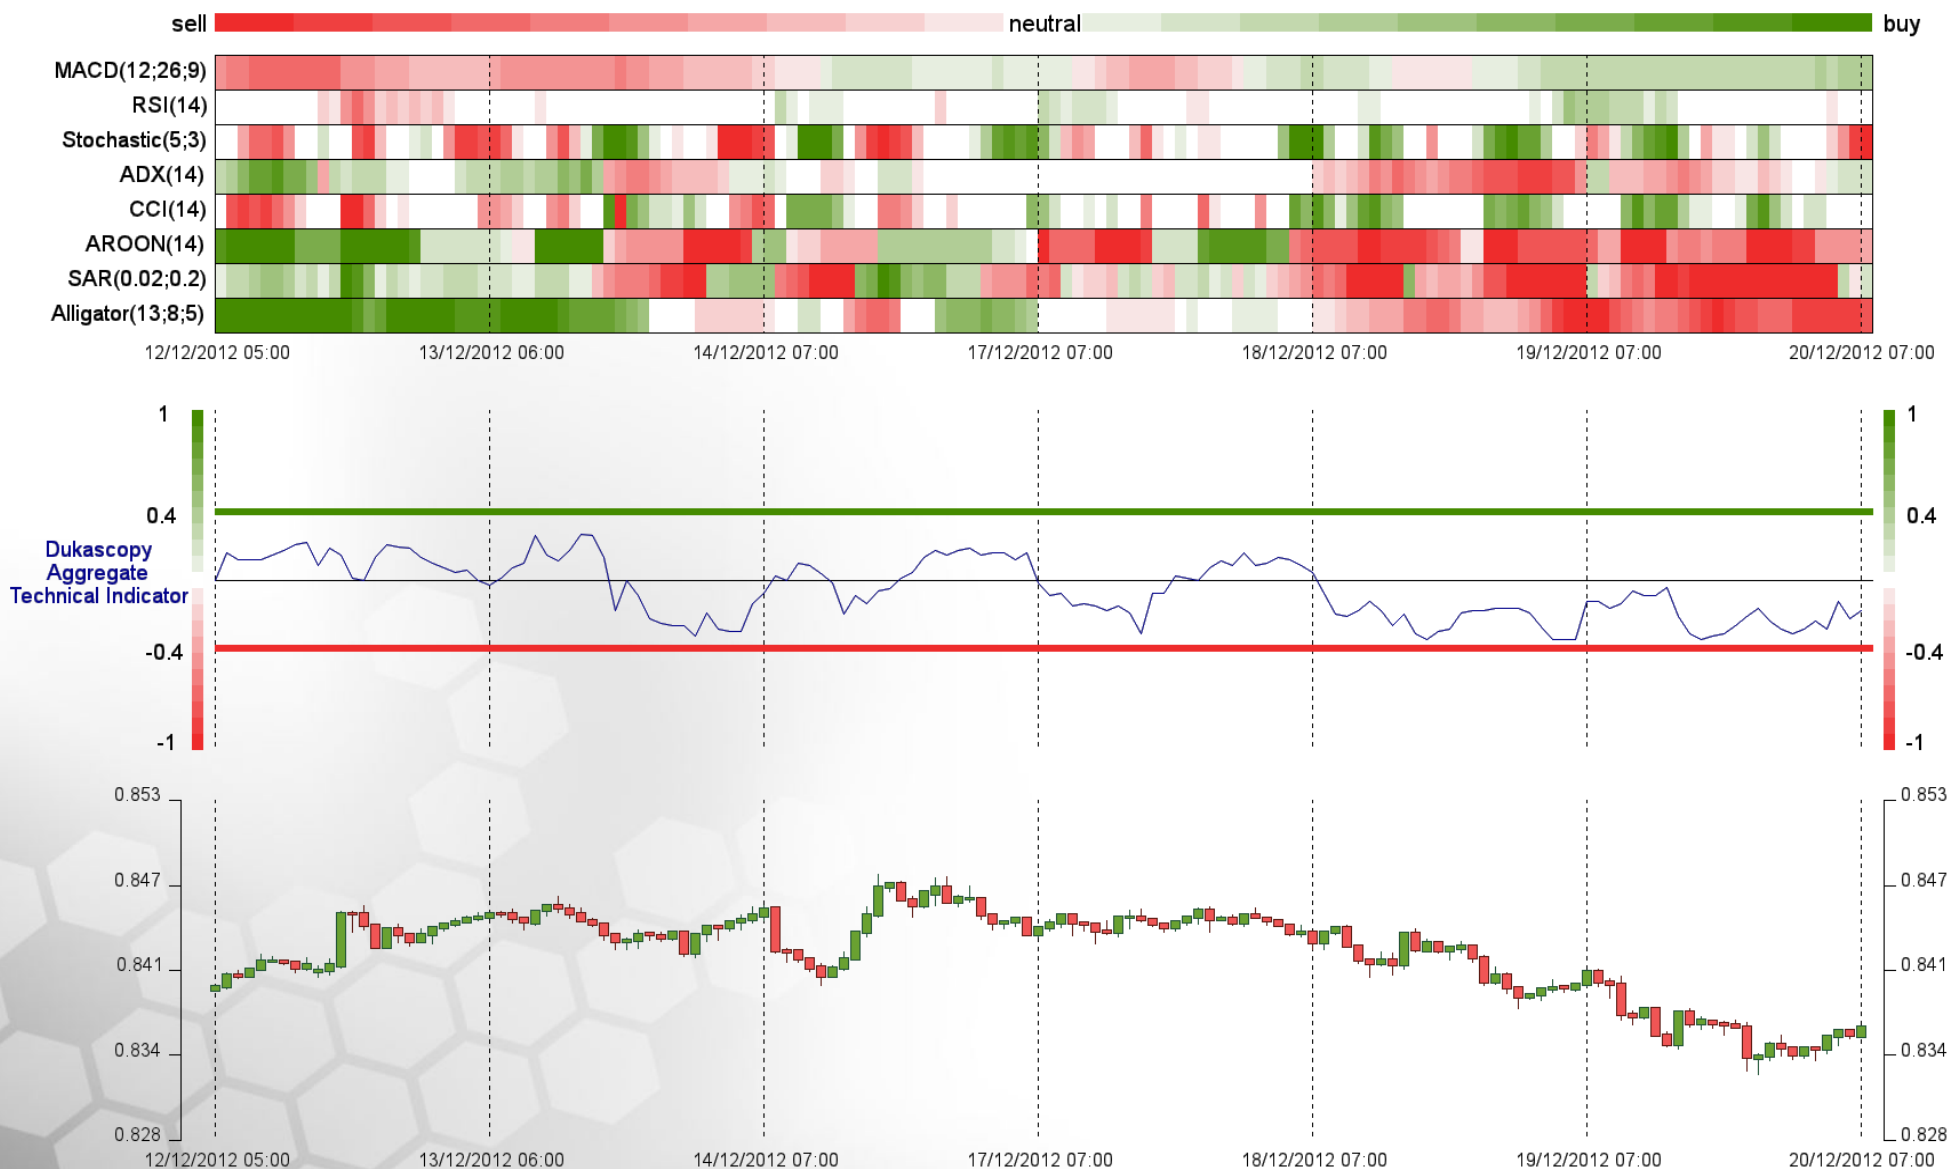 sell neutral buy
MACD(12;26;9)
RSI(14)
Stochastic(5;3)
ADX(14)
CCI(14)
AROON(14)
SAR(0.02;0.2)
Alligator(13;8;5)
12/12/2012 05:00 13/12/2012 06:00 14/12/2012 07:00 17/12/2012 07:00 18/12/2012 07:00 19/12/2012 07:00 20/12/2012 07:00
1 1
0.4 0.4
Dukascopy
Aggregate
Technical Indicator
-0.4 -0.4
-1 -1
0.853 0.853
0.847 0.847
0.841 0.841
0.834 0.834
0.828 0.828
12/12/2012 05:00 13/12/2012 06:00 14/12/2012 07:00 17/12/2012 07:00 18/12/2012 07:00 19/12/2012 07:00 20/12/2012 07:00